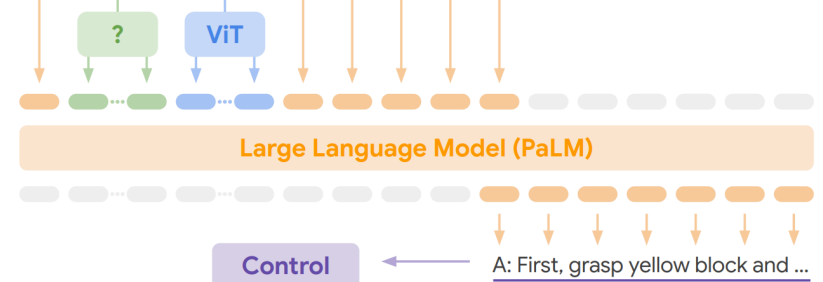 ?
ViT
Large Language Model (PaLM)
Control
A: First, grasp yellow block and ...